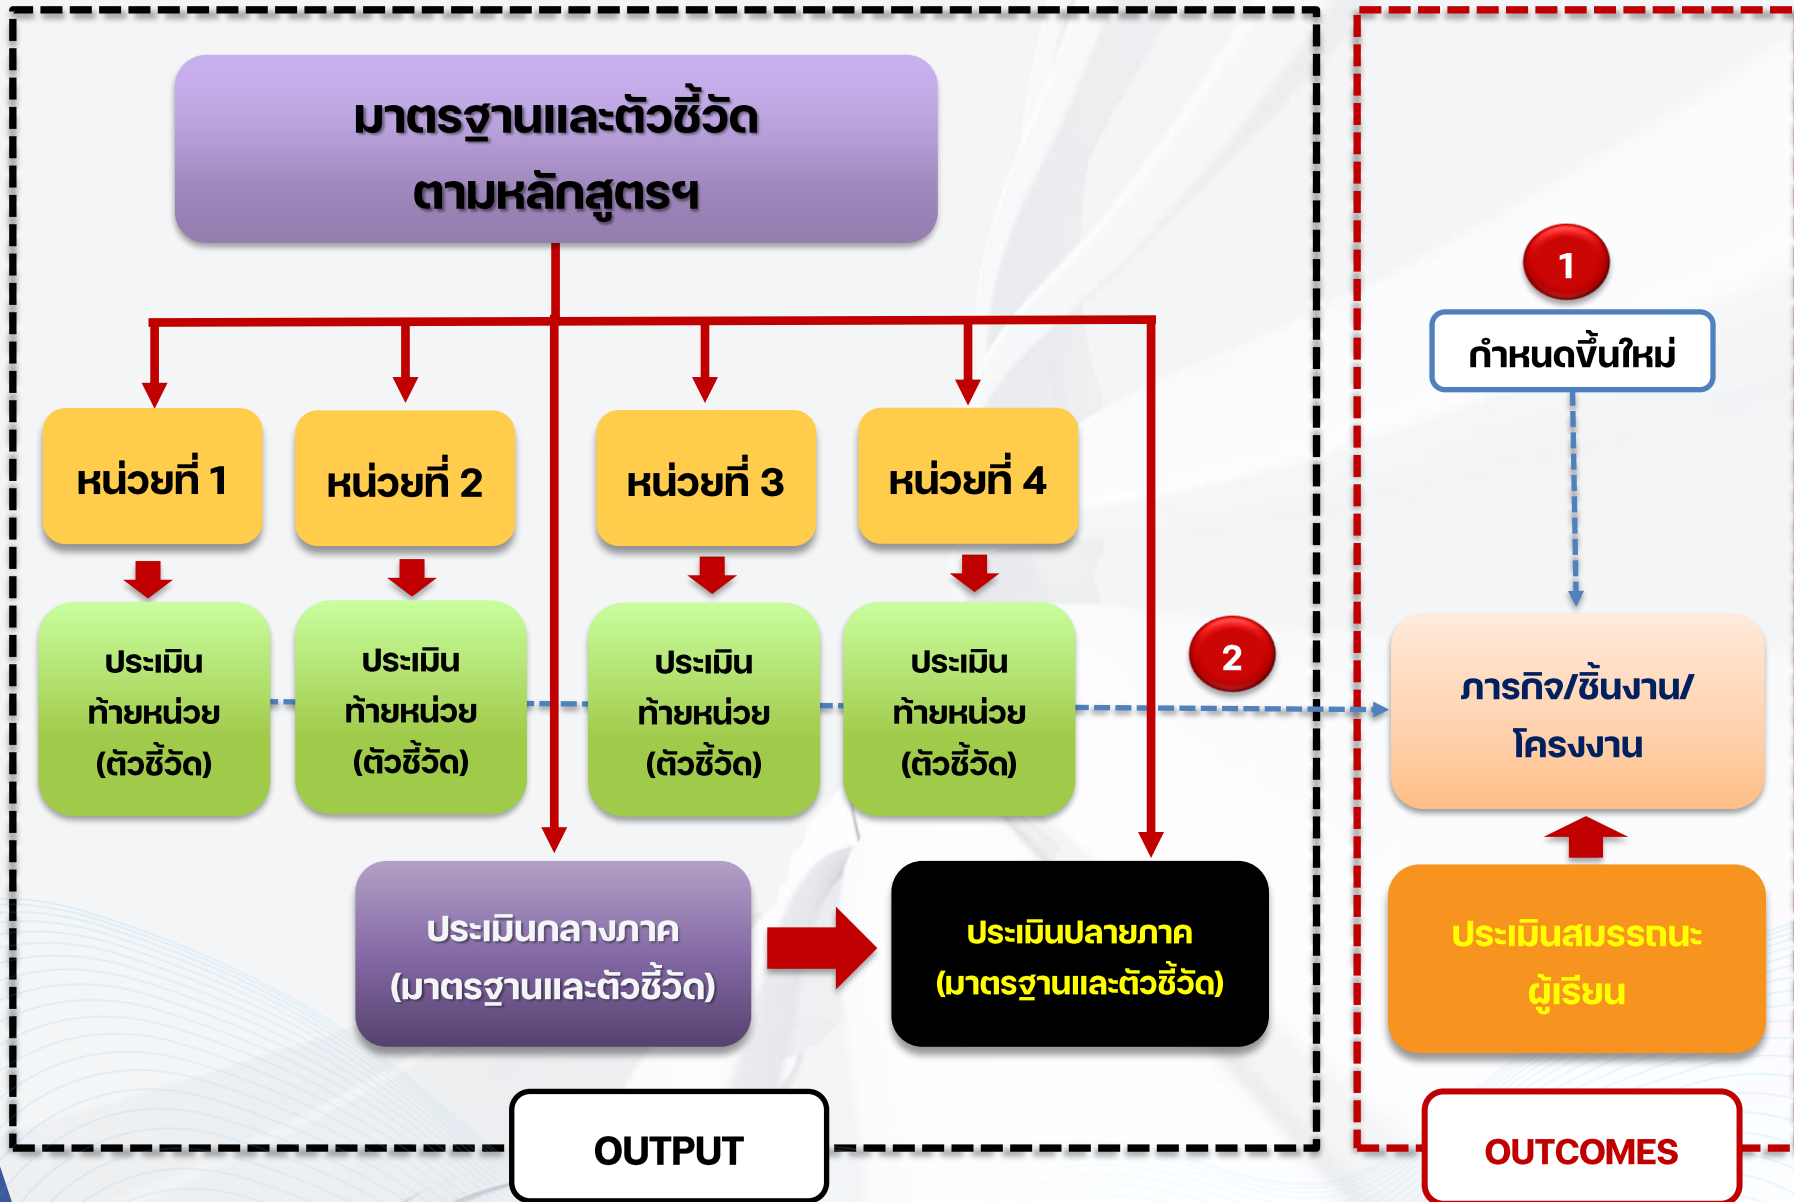 มาตรฐานและตัวชี้วัด
ตามหลักสูตรฯ
1
กำหนดขึ้นใหม่
หน่วยที่ 1
หน่วยที่ 2
หน่วยที่ 3
หน่วยที่ 4
ประเมิน
ท้ายหน่วย
(ตัวชี้วัด)
ประเมิน
ท้ายหน่วย
(ตัวชี้วัด)
ประเมิน
ท้ายหน่วย
(ตัวชี้วัด)
ประเมิน
ท้ายหน่วย
(ตัวชี้วัด)
2
ภารกิจ/ชิ้นงาน/
โครงงาน
ประเมินกลางภาค
(มาตรฐานและตัวชี้วัด)
ประเมินปลายภาค
(มาตรฐานและตัวชี้วัด)
ประเมินสมรรถนะ
ผู้เรียน
OUTPUT
OUTCOMES